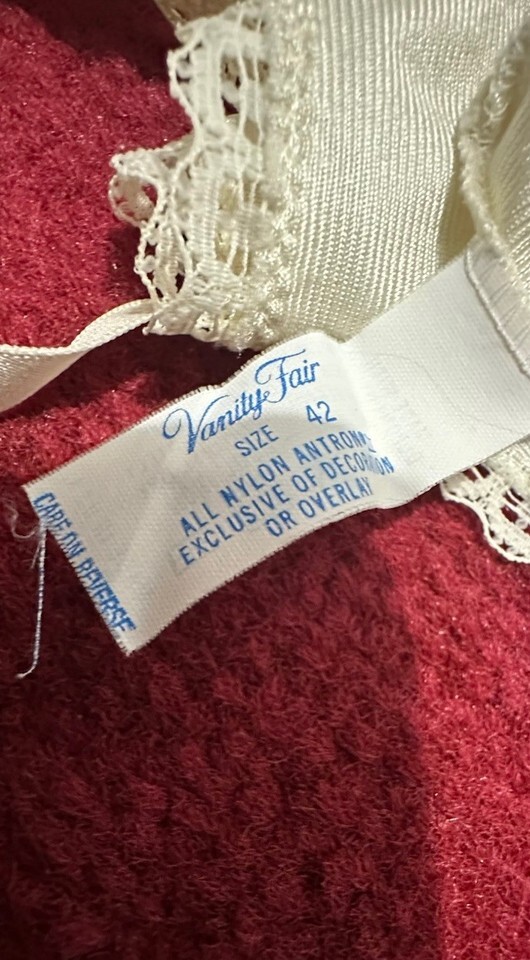 Vanity Fair
SIZE 42
ALL NYLON ANTRON
EXCLUSIVE OF DECORATION
OR OVERLAY
CARE ON REVERSE